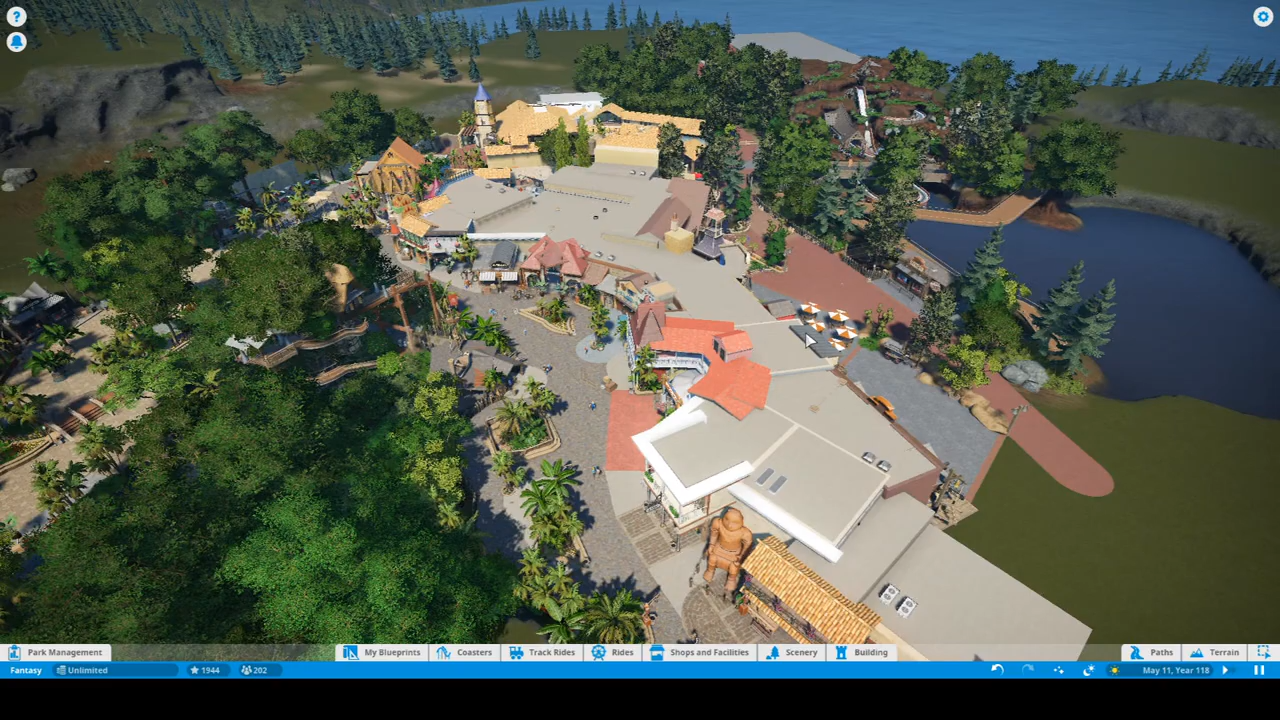 ?
Park Management
My Blueprints
Coasters
Track Rides
Rides
Shops and Facilities
Scenery
Building
Paths
Terrain
Fantasy
Unlimited
1944
202
May 11, Year 118